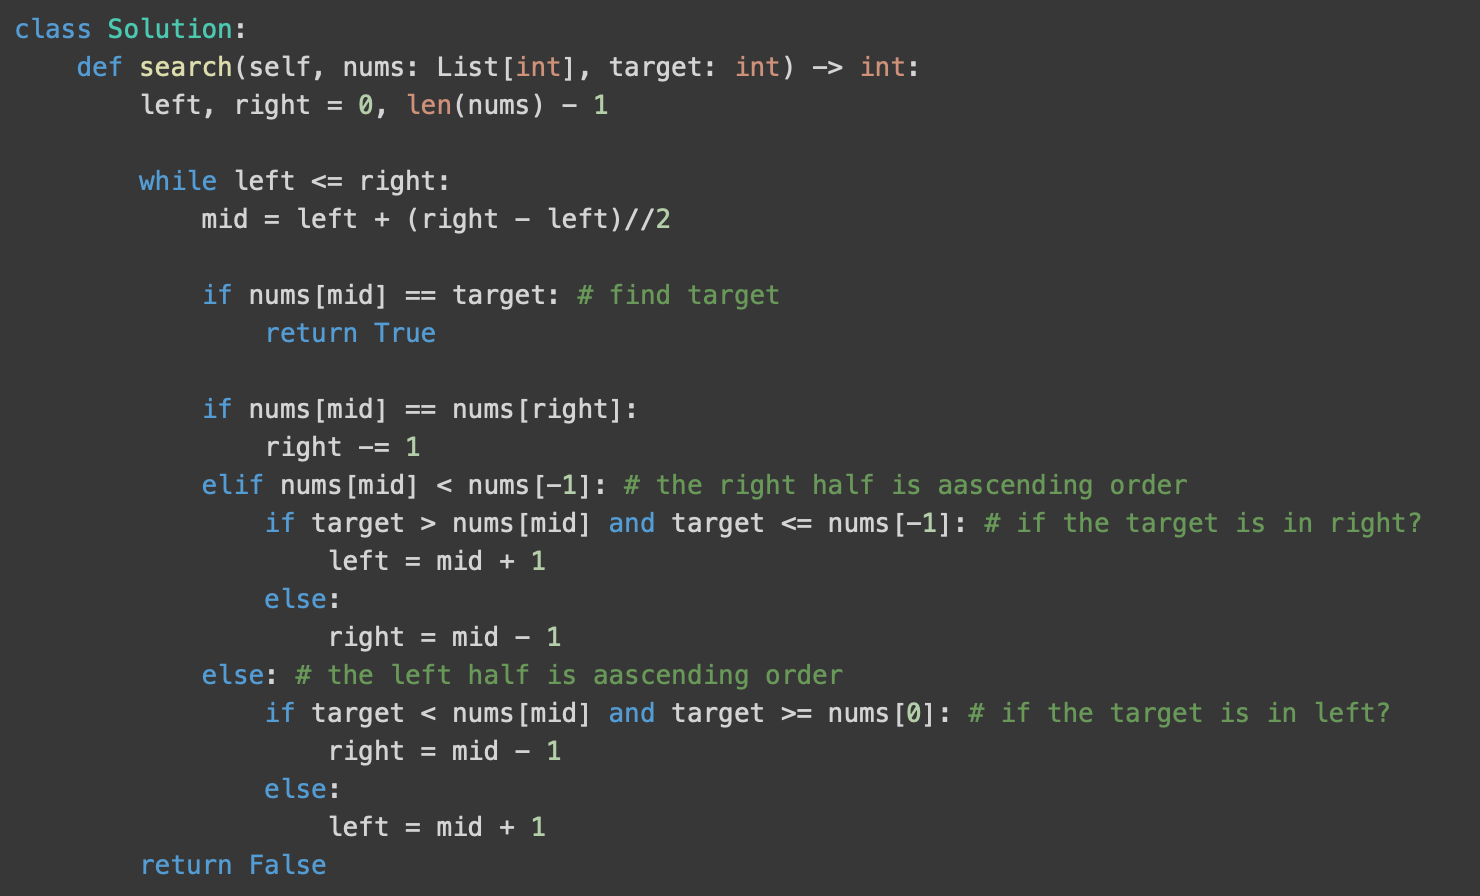 class Solution:
    def search(self, nums: List[int], target: int) -> int:
        left, right = 0, len(nums) - 1

        while left <= right:
            mid = left + (right - left)//2

            if nums[mid] == target: # find target
                return True

            if nums[mid] == nums[right]:
                right -= 1
            elif nums[mid] < nums[-1]: # the right half is aascending order
                if target > nums[mid] and target <= nums[-1]: # if the target is in right?
                    left = mid + 1
                else:
                    right = mid - 1
            else: # the left half is aascending order
                if target < nums[mid] and target >= nums[0]: # if the target is in left?
                    right = mid - 1
                else:
                    left = mid + 1
        return False